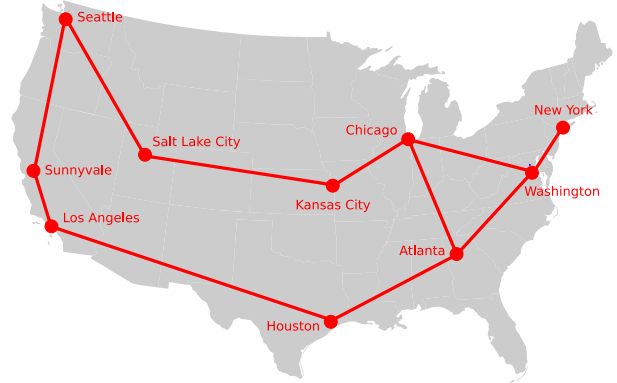 Seattle
New York
Chicago
Salt Lake City
Sunnyvale
Washington
Kansas City
Los Angeles
Atlanta
Houston